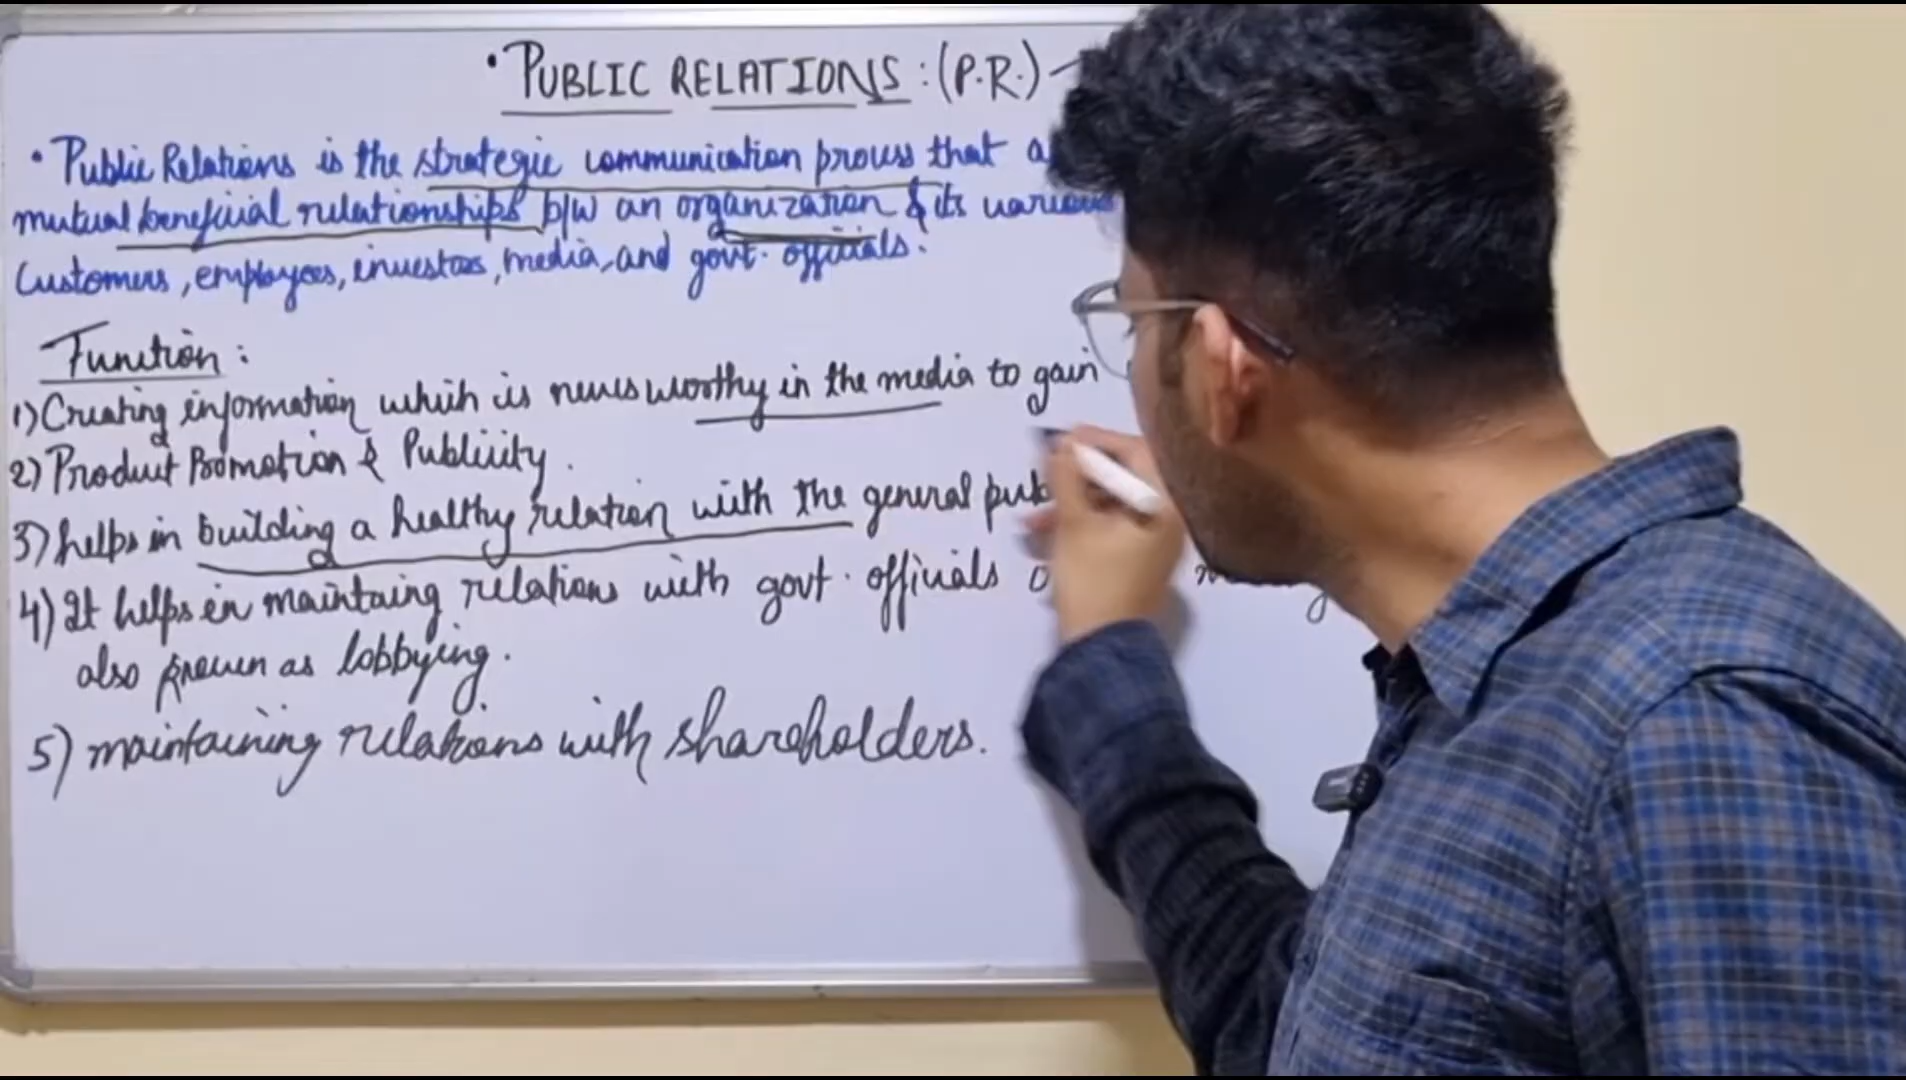 • PUBLIC RELATIONS : (P.R.)
• Public Relations is the strategic communication process that
mutual beneficial relationships b/w an organization & its various
Customers, employees, investors, media, and govt. officials.
Function :
1) Creating information which is news worthy in the media to gain
2) Product Promotion & Publicity.
3) helps in building a healthy relation with the general
4) It helps in maintaing relations with govt. officials
also known as lobbying.
5) maintaining relations with shareholders.